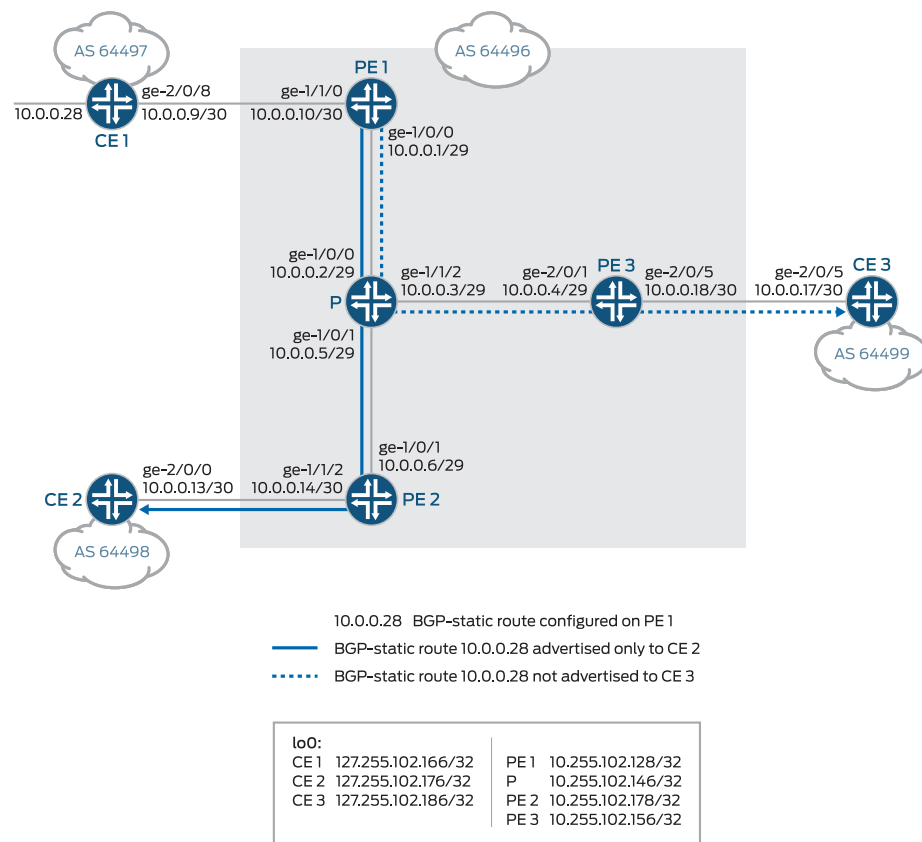 AS 64497
AS 64496
PE 1
ge-2/0/8
ge-1/1/0
10.0.0.28
10.0.0.9/30
10.0.0.10/30
CE 1
ge-1/0/0
10.0.0.1/29
ge-1/0/0
10.0.0.2/29
P
ge-1/1/2
10.0.0.3/29
ge-2/0/1
10.0.0.4/29
PE 3
ge-2/0/5
10.0.0.18/30
ge-2/0/5
10.0.0.17/30
CE 3
ge-1/0/1
10.0.0.5/29
AS 64499
ge-1/0/1
10.0.0.6/29
ge-2/0/0
10.0.0.13/30
ge-1/1/2
10.0.0.14/30
CE 2
PE 2
AS 64498
10.0.0.28 BGP-static route configured on PE 1
BGP-static route 10.0.0.28 advertised only to CE 2
BGP-static route 10.0.0.28 not advertised to CE 3
lo0:
CE 1 127.255.102.166/32
CE 2 127.255.102.176/32
CE 3 127.255.102.186/32
PE 1 10.255.102.128/32
P 10.255.102.146/32
PE 2 10.255.102.178/32
PE 3 10.255.102.156/32